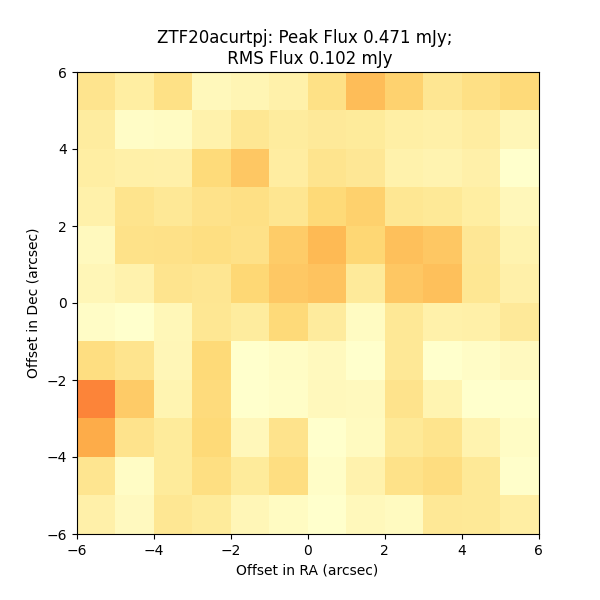 ZTF20acurtpj: Peak Flux 0.471 mJy;
RMS Flux 0.102 mJy
6
4
2
0
−2
−4
−6
Offset in Dec (arcsec)
−6 −4 −2 0 2 4 6
Offset in RA (arcsec)